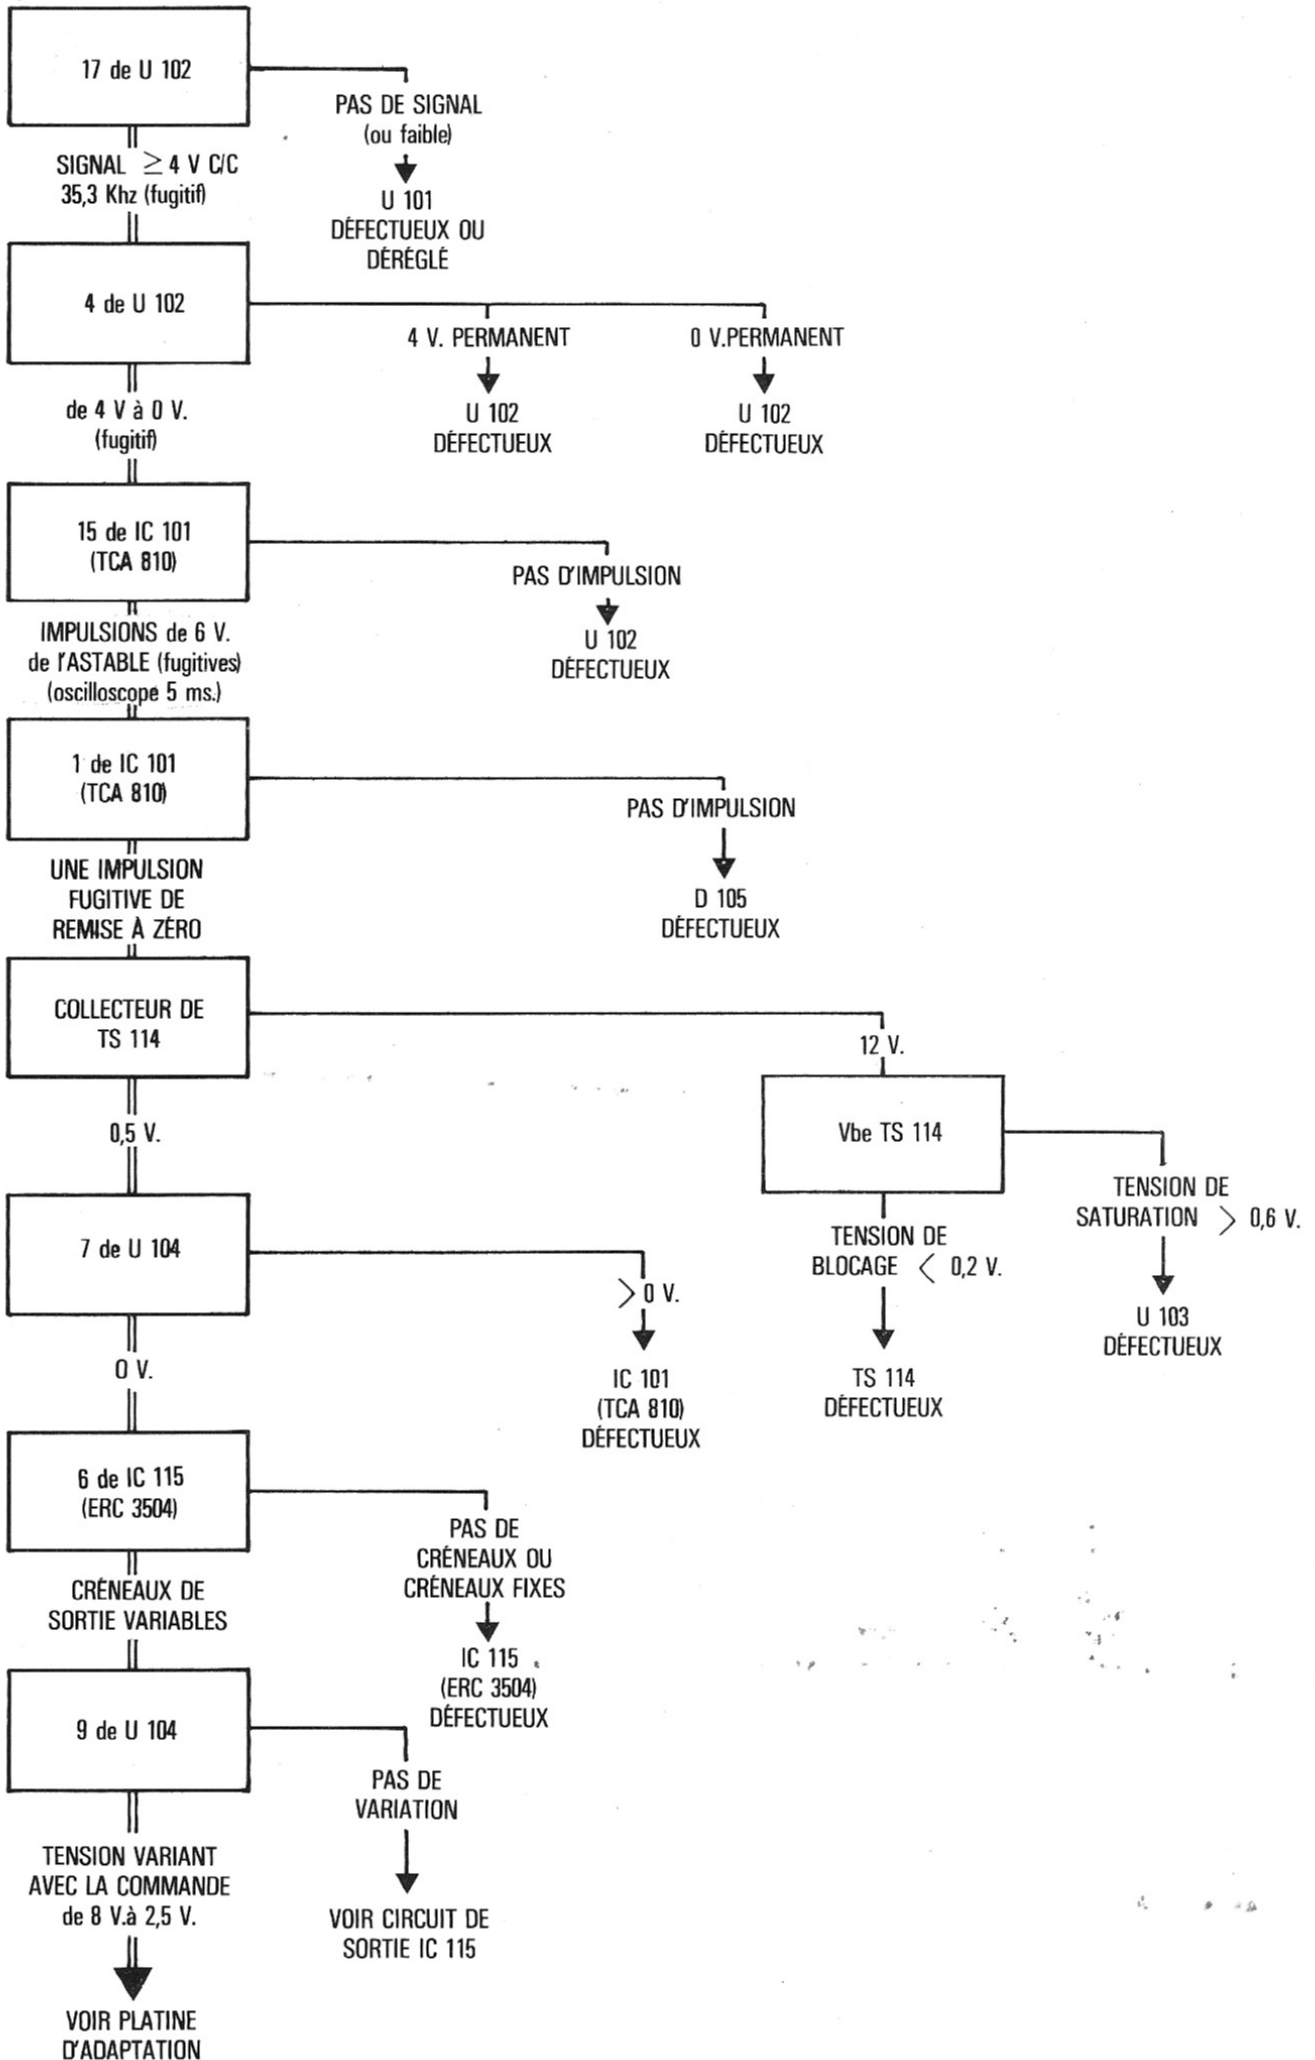 17 de U 102
PAS DE SIGNAL
(ou faible)
SIGNAL ≥ 4 V C/C
35,3 Khz (fugitif)
U 101
DÉFECTUEUX OU
DÉRÉGLÉ
4 de U 102
4 V. PERMANENT
0 V.PERMANENT
de 4 V à 0 V.
(fugitif)
U 102
DÉFECTUEUX
U 102
DÉFECTUEUX
15 de IC 101
(TCA 810)
PAS D'IMPULSION
IMPULSIONS de 6 V.
de l'ASTABLE (fugitives)
(oscilloscope 5 ms.)
U 102
DÉFECTUEUX
1 de IC 101
(TCA 810)
PAS D'IMPULSION
UNE IMPULSION
FUGITIVE DE
REMISE À ZÉRO
D 105
DÉFECTUEUX
COLLECTEUR DE
TS 114
12 V.
0,5 V.
Vbe TS 114
TENSION DE
SATURATION > 0,6 V.
TENSION DE
BLOCAGE < 0,2 V.
7 de U 104
> 0 V.
U 103
DÉFECTUEUX
0 V.
IC 101
(TCA 810)
DÉFECTUEUX
TS 114
DÉFECTUEUX
6 de IC 115
(ERC 3504)
PAS DE
CRÉNEAUX OU
CRÉNEAUX FIXES
CRÉNEAUX DE
SORTIE VARIABLES
IC 115
(ERC 3504)
DÉFECTUEUX
9 de U 104
PAS DE
VARIATION
TENSION VARIANT
AVEC LA COMMANDE
de 8 V.à 2,5 V.
VOIR CIRCUIT DE
SORTIE IC 115
VOIR PLATINE
D'ADAPTATION